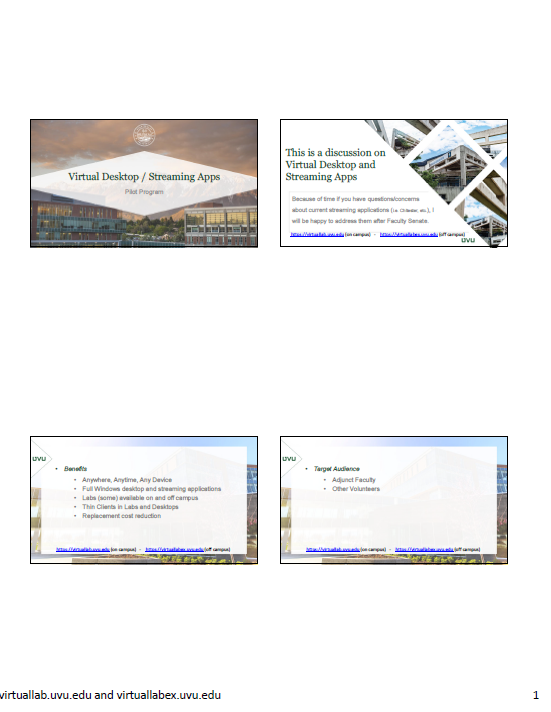 Virtual Desktop / Streaming Apps
Pilot Program
This is a discussion on
Virtual Desktop and
Streaming Apps
Because of time if you have questions/concerns
about current streaming applications (i.e. Chitester, etc.), I
will be happy to address them after Faculty Senate.
https://virtuallab.uvu.edu (on campus) - https://virtuallabex.uvu.edu (off campus)
UVU
UVU
• Benefits
• Anywhere, Anytime, Any Device
• Full Windows desktop and streaming applications
• Labs (some) available on and off campus
• Thin Clients in Labs and Desktops
• Replacement cost reduction
https://virtuallab.uvu.edu (on campus) - https://virtuallabex.uvu.edu (off campus)
UVU
• Target Audience
• Adjunct Faculty
• Other Volunteers
https://virtuallab.uvu.edu (on campus) - https://virtuallabex.uvu.edu (off campus)
virtuallab.uvu.edu and virtuallabex.uvu.edu
1